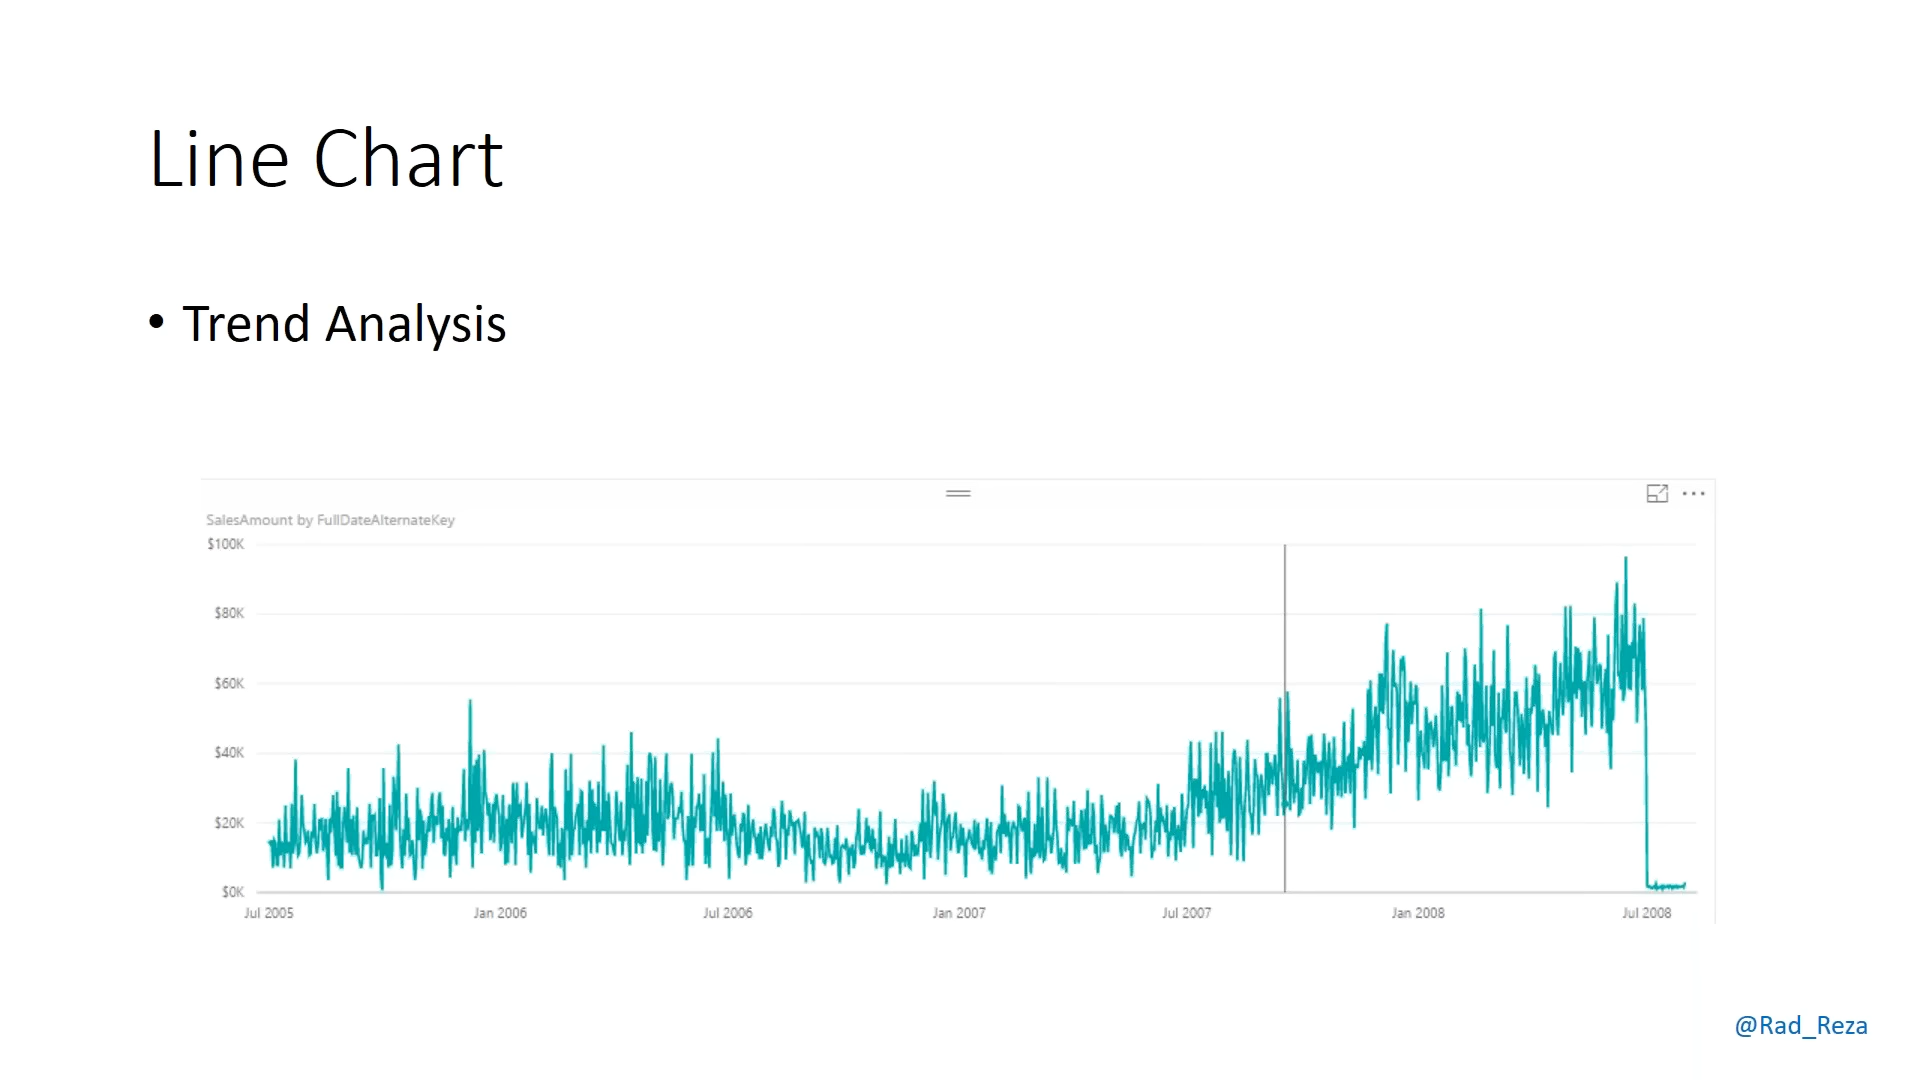 Line Chart
• Trend Analysis
SalesAmount by FullDateAlternateKey
$100K
$80K
$60K
$40K
$20K
$0K
Jul 2005 Jan 2006 Jul 2006 Jan 2007 Jul 2007 Jan 2008 Jul 2008
@Rad_Reza